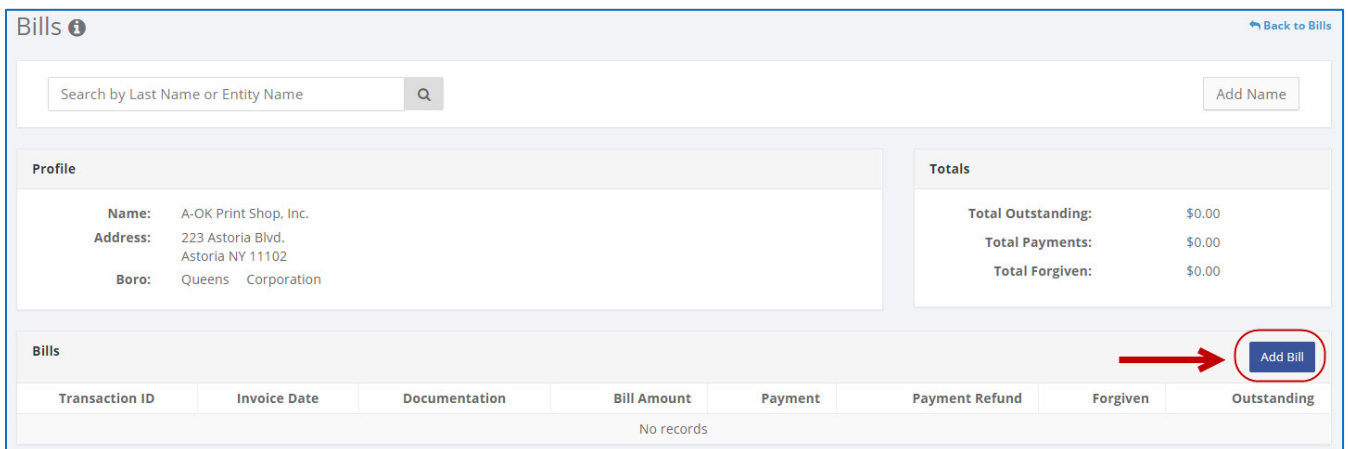 Bills
Back to Bills
Search by Last Name or Entity Name
Add Name
Profile
Name: A-OK Print Shop, Inc.
Address: 223 Astoria Blvd.
Astoria NY 11102
Boro: Queens Corporation
Totals
Total Outstanding: $0.00
Total Payments: $0.00
Total Forgiven: $0.00
Bills
Add Bill
Transaction ID Invoice Date Documentation Bill Amount Payment Payment Refund Forgiven Outstanding
No records